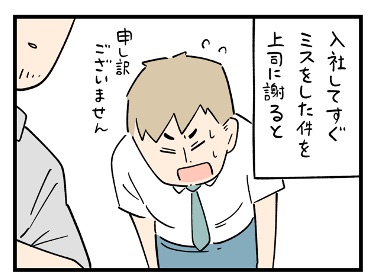 入社してすぐ
ミスをした件を
上司に謝ると
申し訳
ございません